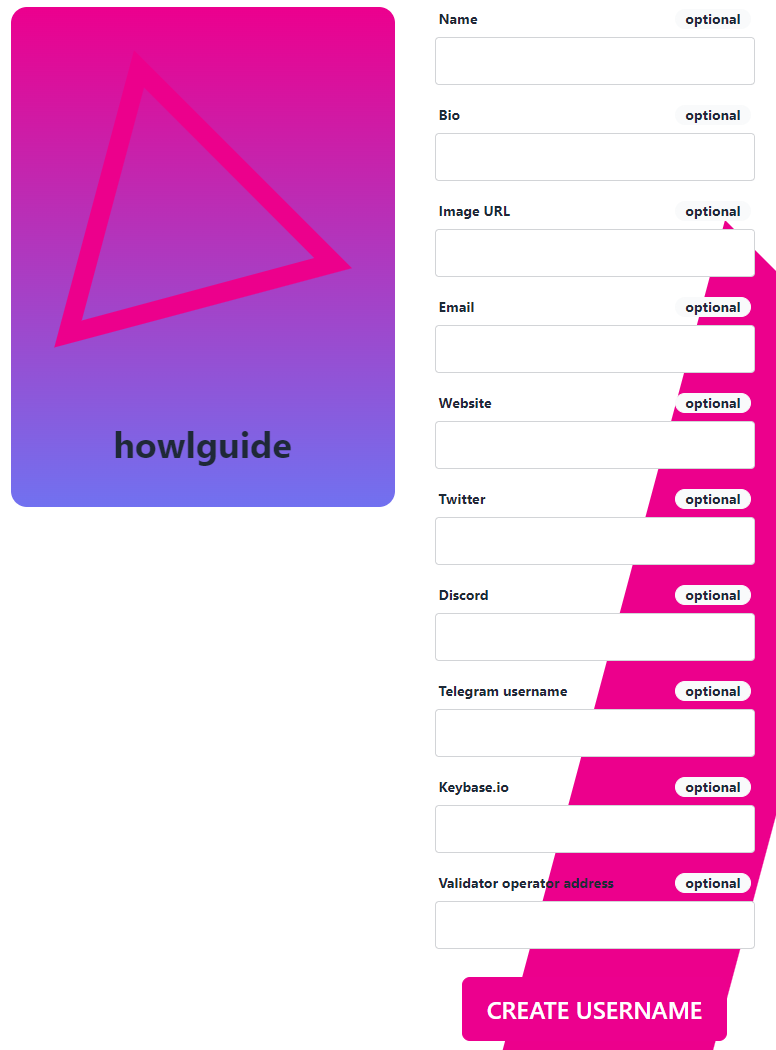 howlguide
Name optional
Bio optional
Image URL optional
Email optional
Website optional
Twitter optional
Discord optional
Telegram username optional
Keybase.io optional
Validator operator address optional
CREATE USERNAME